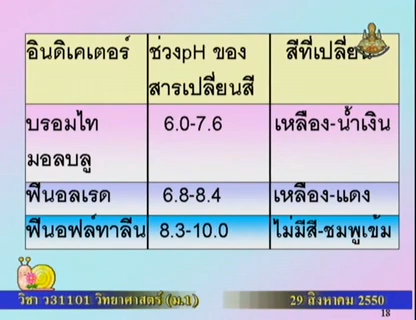 อินดิเคเตอร์ ช่วงpH ของ สีที่เปลี่ยน
สารเปลี่ยนสี
บรอมไท 6.0-7.6 เหลือง-น้ำเงิน
มอลบลู
ฟีนอลเรด 6.8-8.4 เหลือง-แดง
ฟีนอฟล์ทาลีน 8.3-10.0 ไม่มีสี-ชมพูเข้ม
วิชา ว31101 วิทยาศาสตร์ (ม.1) 29 สิงหาคม 2550
18